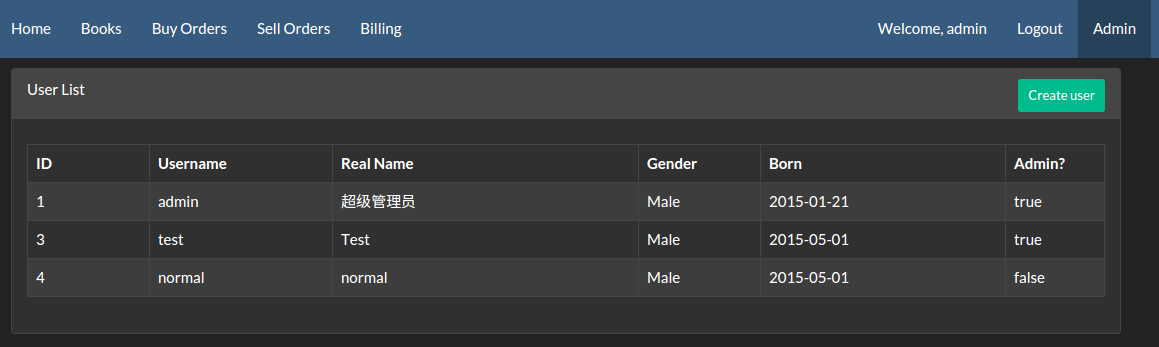 Home Books Buy Orders Sell Orders Billing Welcome, admin Logout Admin
User List Create user
ID Username Real Name Gender Born Admin?
1 admin 超级管理员 Male 2015-01-21 true
3 test Test Male 2015-05-01 true
4 normal normal Male 2015-05-01 false